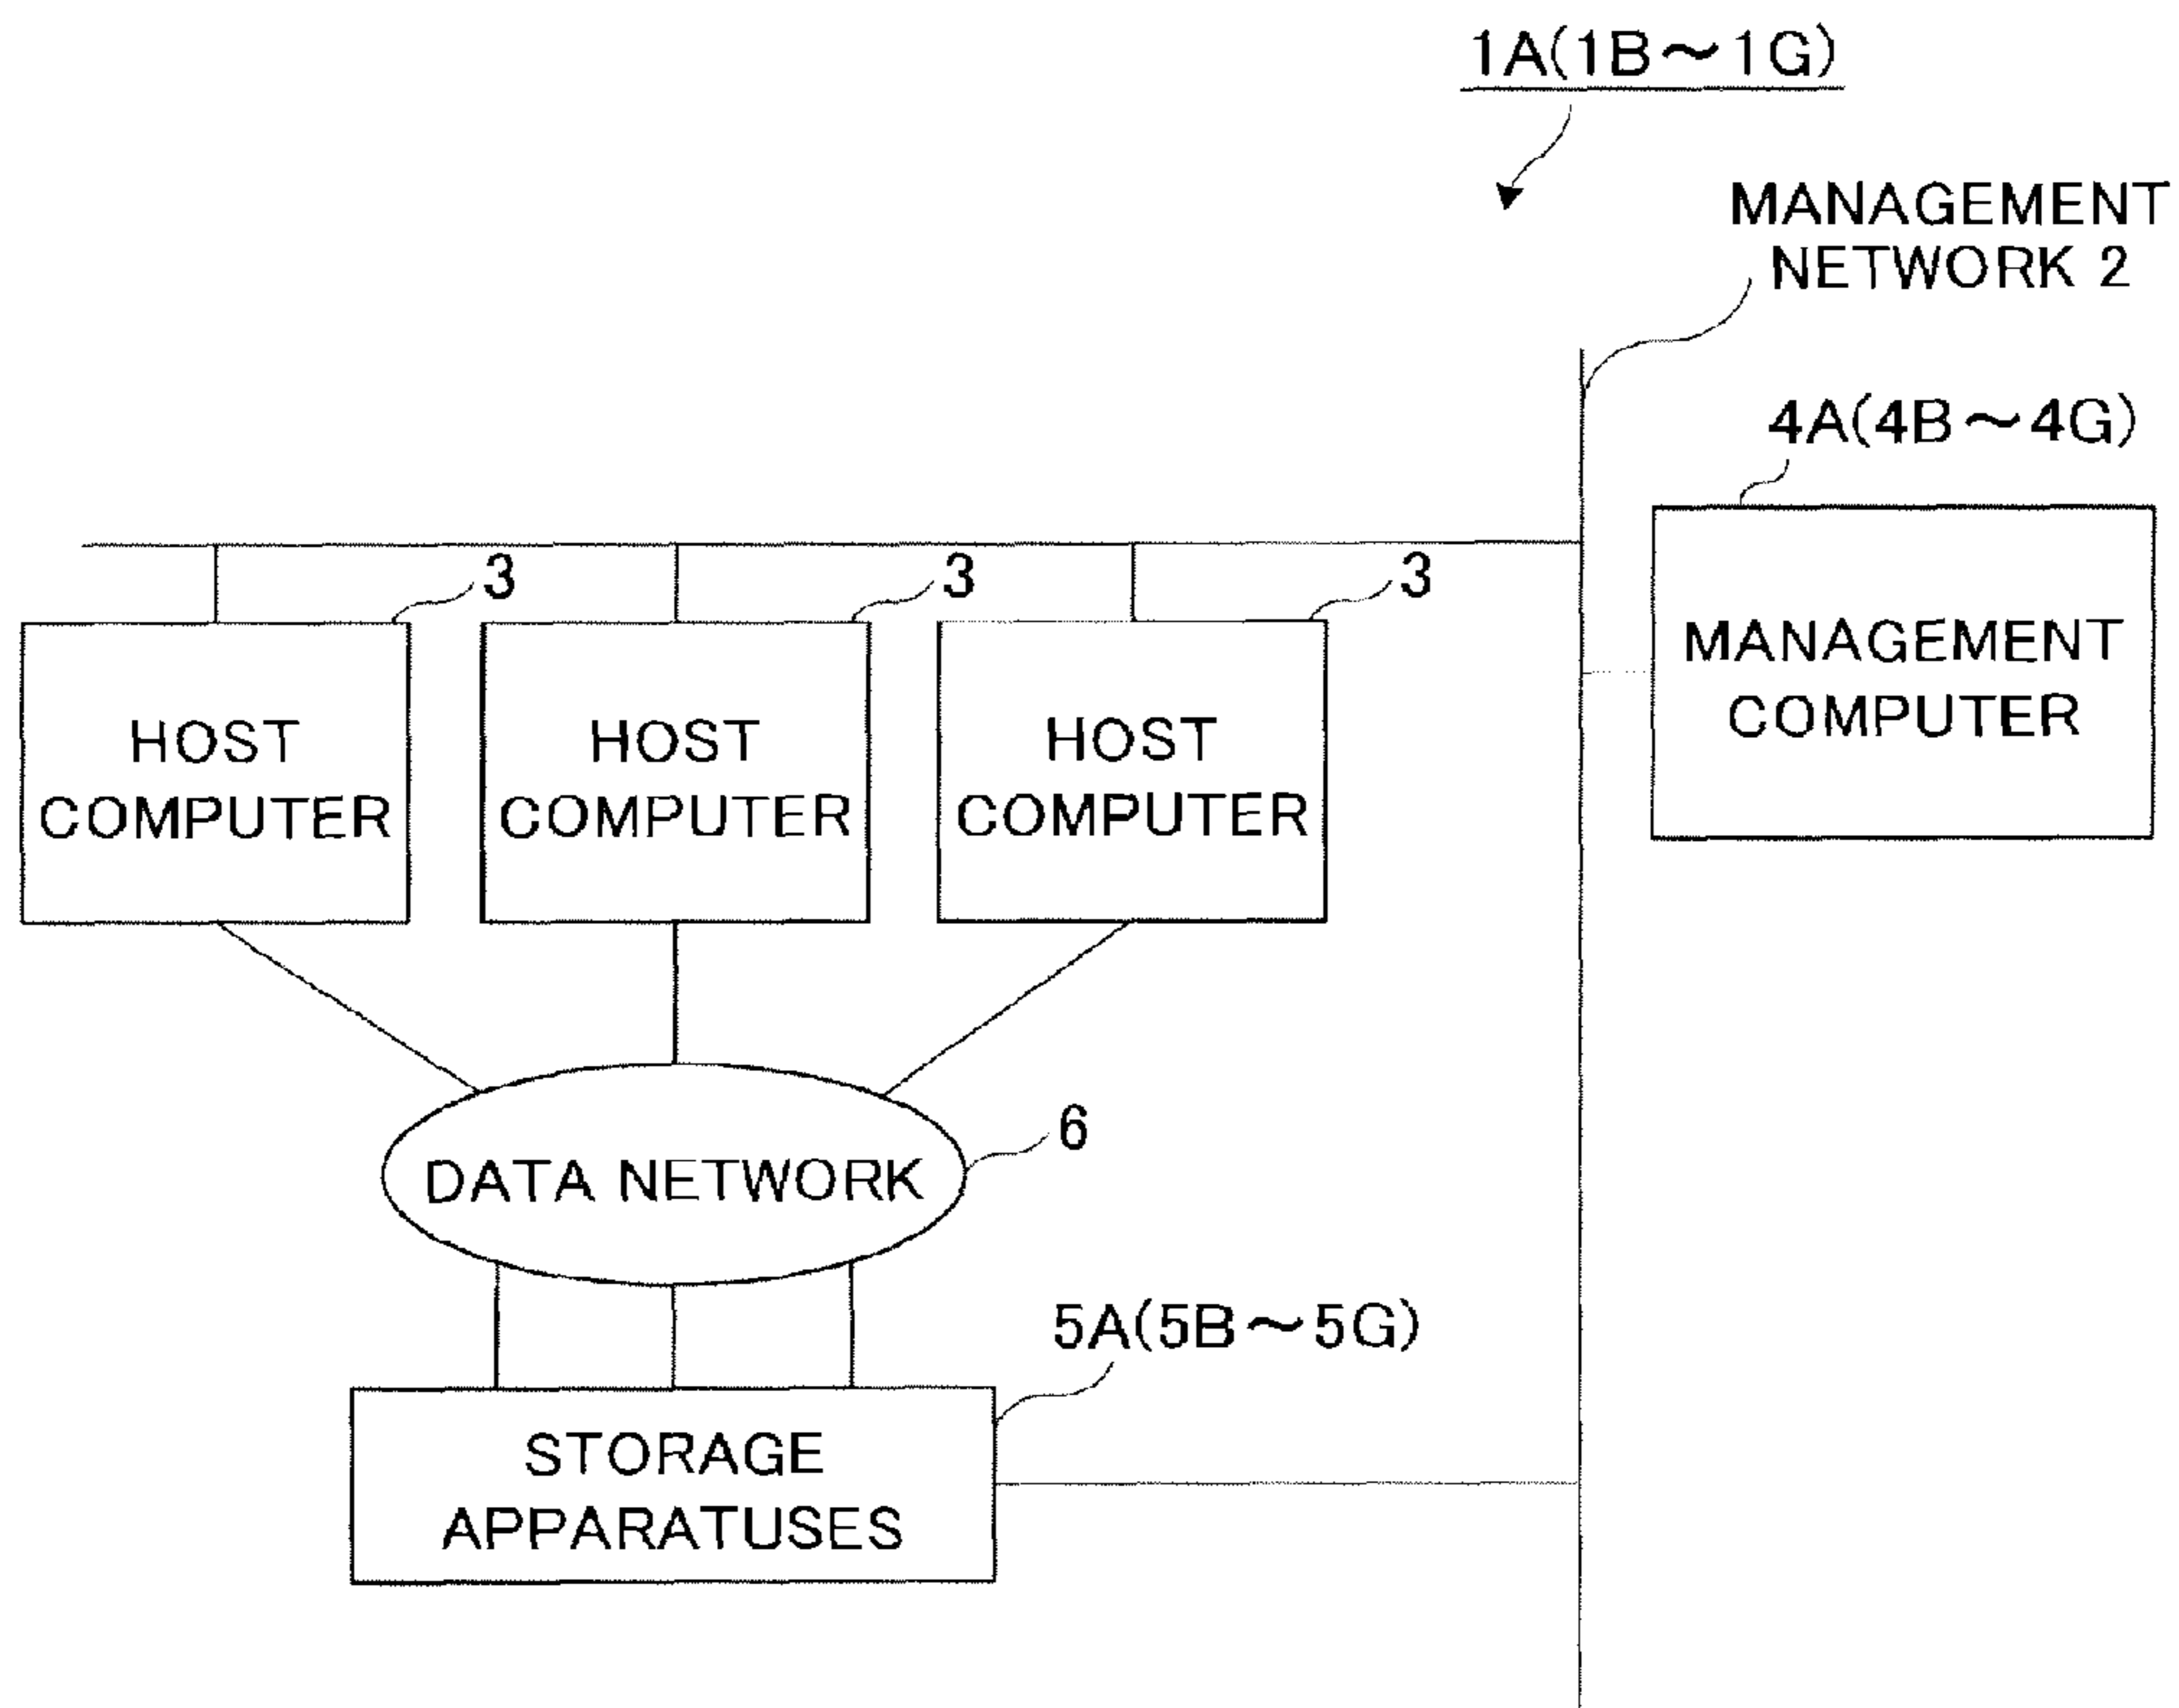 1A(1B～1G)
MANAGEMENT
NETWORK 2
4A(4B～4G)
MANAGEMENT
COMPUTER
3
3
3
HOST
COMPUTER
HOST
COMPUTER
HOST
COMPUTER
6
DATA NETWORK
5A(5B～5G)
STORAGE
APPARATUSES